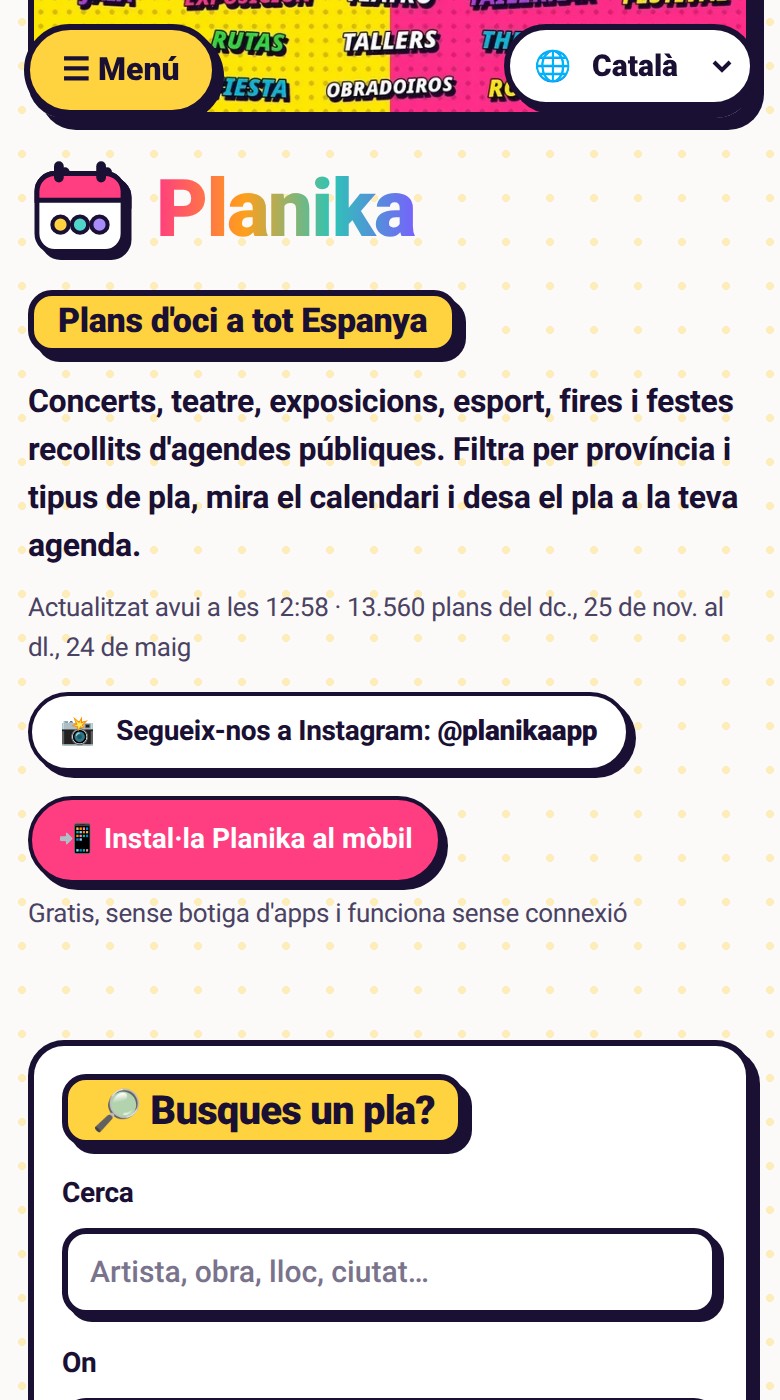 RUTAS
TALLERS
☰ Menú
🌐 Català
FIESTA
OBRADOIROS
Planika
Plans d'oci a tot Espanya
Concerts, teatre, exposicions, esport, fires i festes
recollits d'agendes públiques. Filtra per província i
tipus de pla, mira el calendari i desa el pla a la teva
agenda.
Actualitzat avui a les 12:58 · 13.560 plans del dc., 25 de nov. al
dl., 24 de maig
📸 Segueix-nos a Instagram: @planikaapp
📲 Instal·la Planika al mòbil
Gratis, sense botiga d'apps i funciona sense connexió
🔎 Busques un pla?
Cerca
Artista, obra, lloc, ciutat…
On